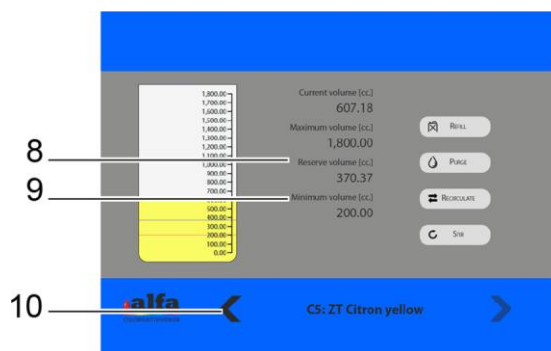 8
9
10
1,800.00
1,700.00
1,600.00
1,500.00
1,400.00
1,300.00
1,200.00
1,100.00
1,000.00
900.00
800.00
700.00
500.00
400.00
300.00
200.00
100.00
0.00
Current volume [cc.]
607.18
Maximum volume [cc.]
1,800.00
Reserve volume [cc.]
370.37
Minimum volume [cc.]
200.00
REFILL
PURGE
RECIRCULATE
STIR
alfa
C5: ZT Citron yellow